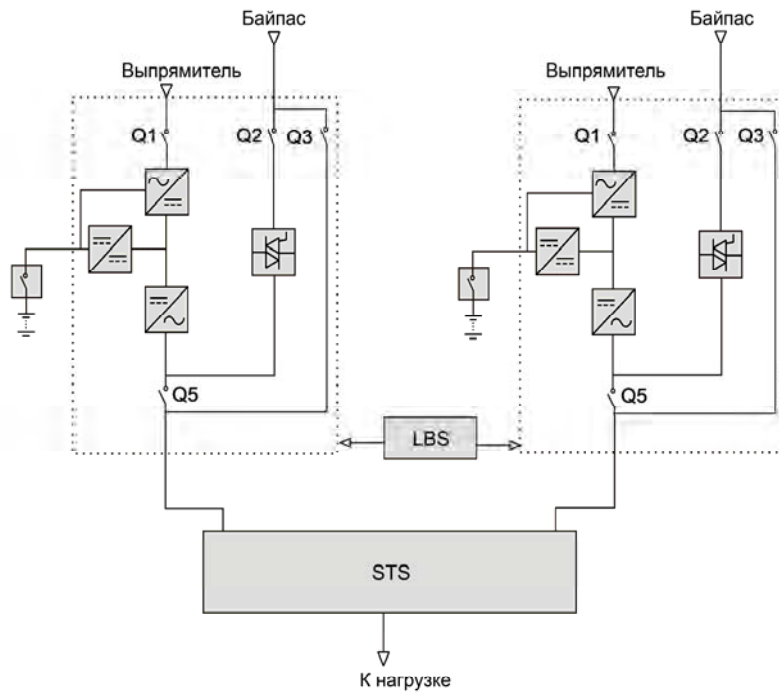 Байпас
Байпас
Выпрямитель
Выпрямитель
Q1
Q2
Q3
Q1
Q2
Q3
Q5
Q5
LBS
STS
К нагрузке